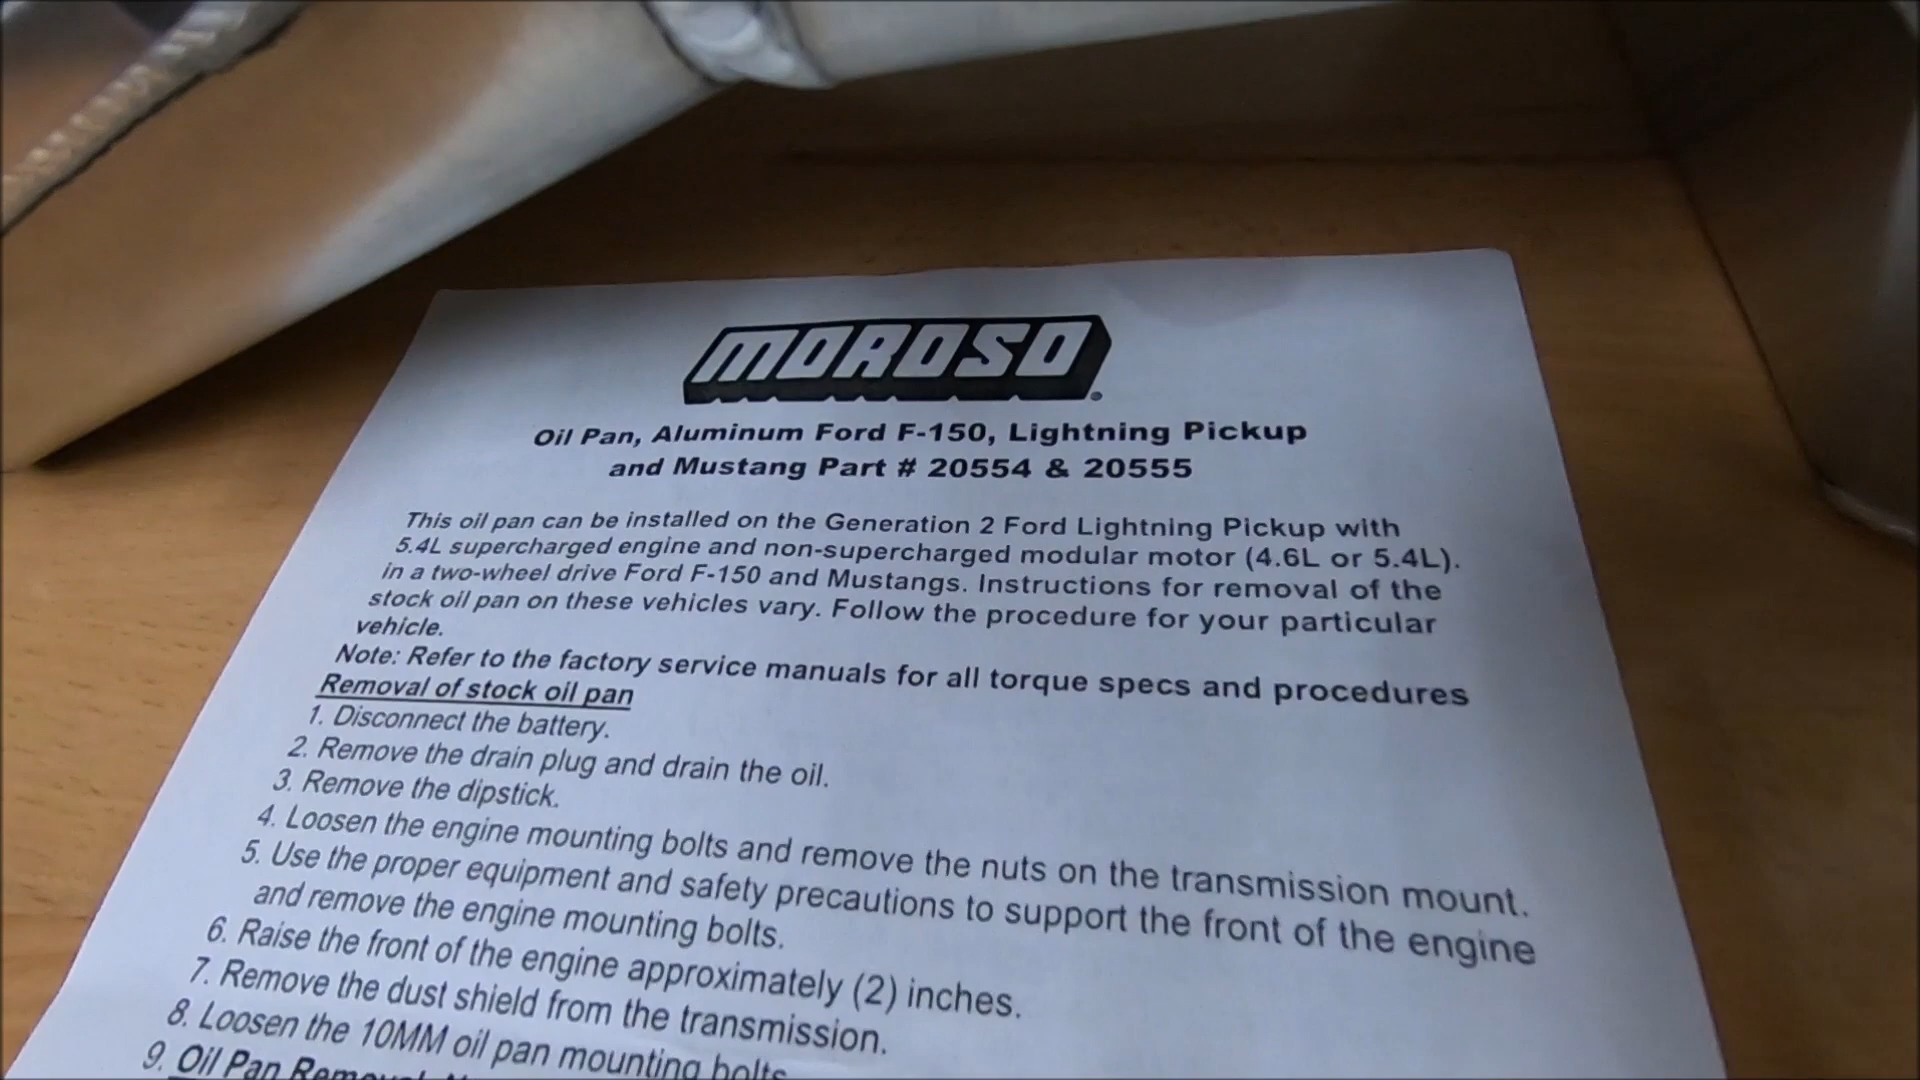 MOROSO
Oil Pan, Aluminum Ford F-150, Lightning Pickup
and Mustang Part # 20554 & 20555
This oil pan can be installed on the Generation 2 Ford Lightning Pickup with
5.4L supercharged engine and non-supercharged modular motor (4.6L or 5.4L).
in a two-wheel drive Ford F-150 and Mustangs. Instructions for removal of the
stock oil pan on these vehicles vary. Follow the procedure for your particular
vehicle.
Note: Refer to the factory service manuals for all torque specs and procedures
Removal of stock oil pan
1. Disconnect the battery.
2. Remove the drain plug and drain the oil.
3. Remove the dipstick.
4. Loosen the engine mounting bolts and remove the nuts on the transmission mount.
5. Use the proper equipment and safety precautions to support the front of the engine
and remove the engine mounting bolts.
6. Raise the front of the engine approximately (2) inches.
7. Remove the dust shield from the transmission.
8. Loosen the 10MM oil pan mounting bolts
9. Oil Pan